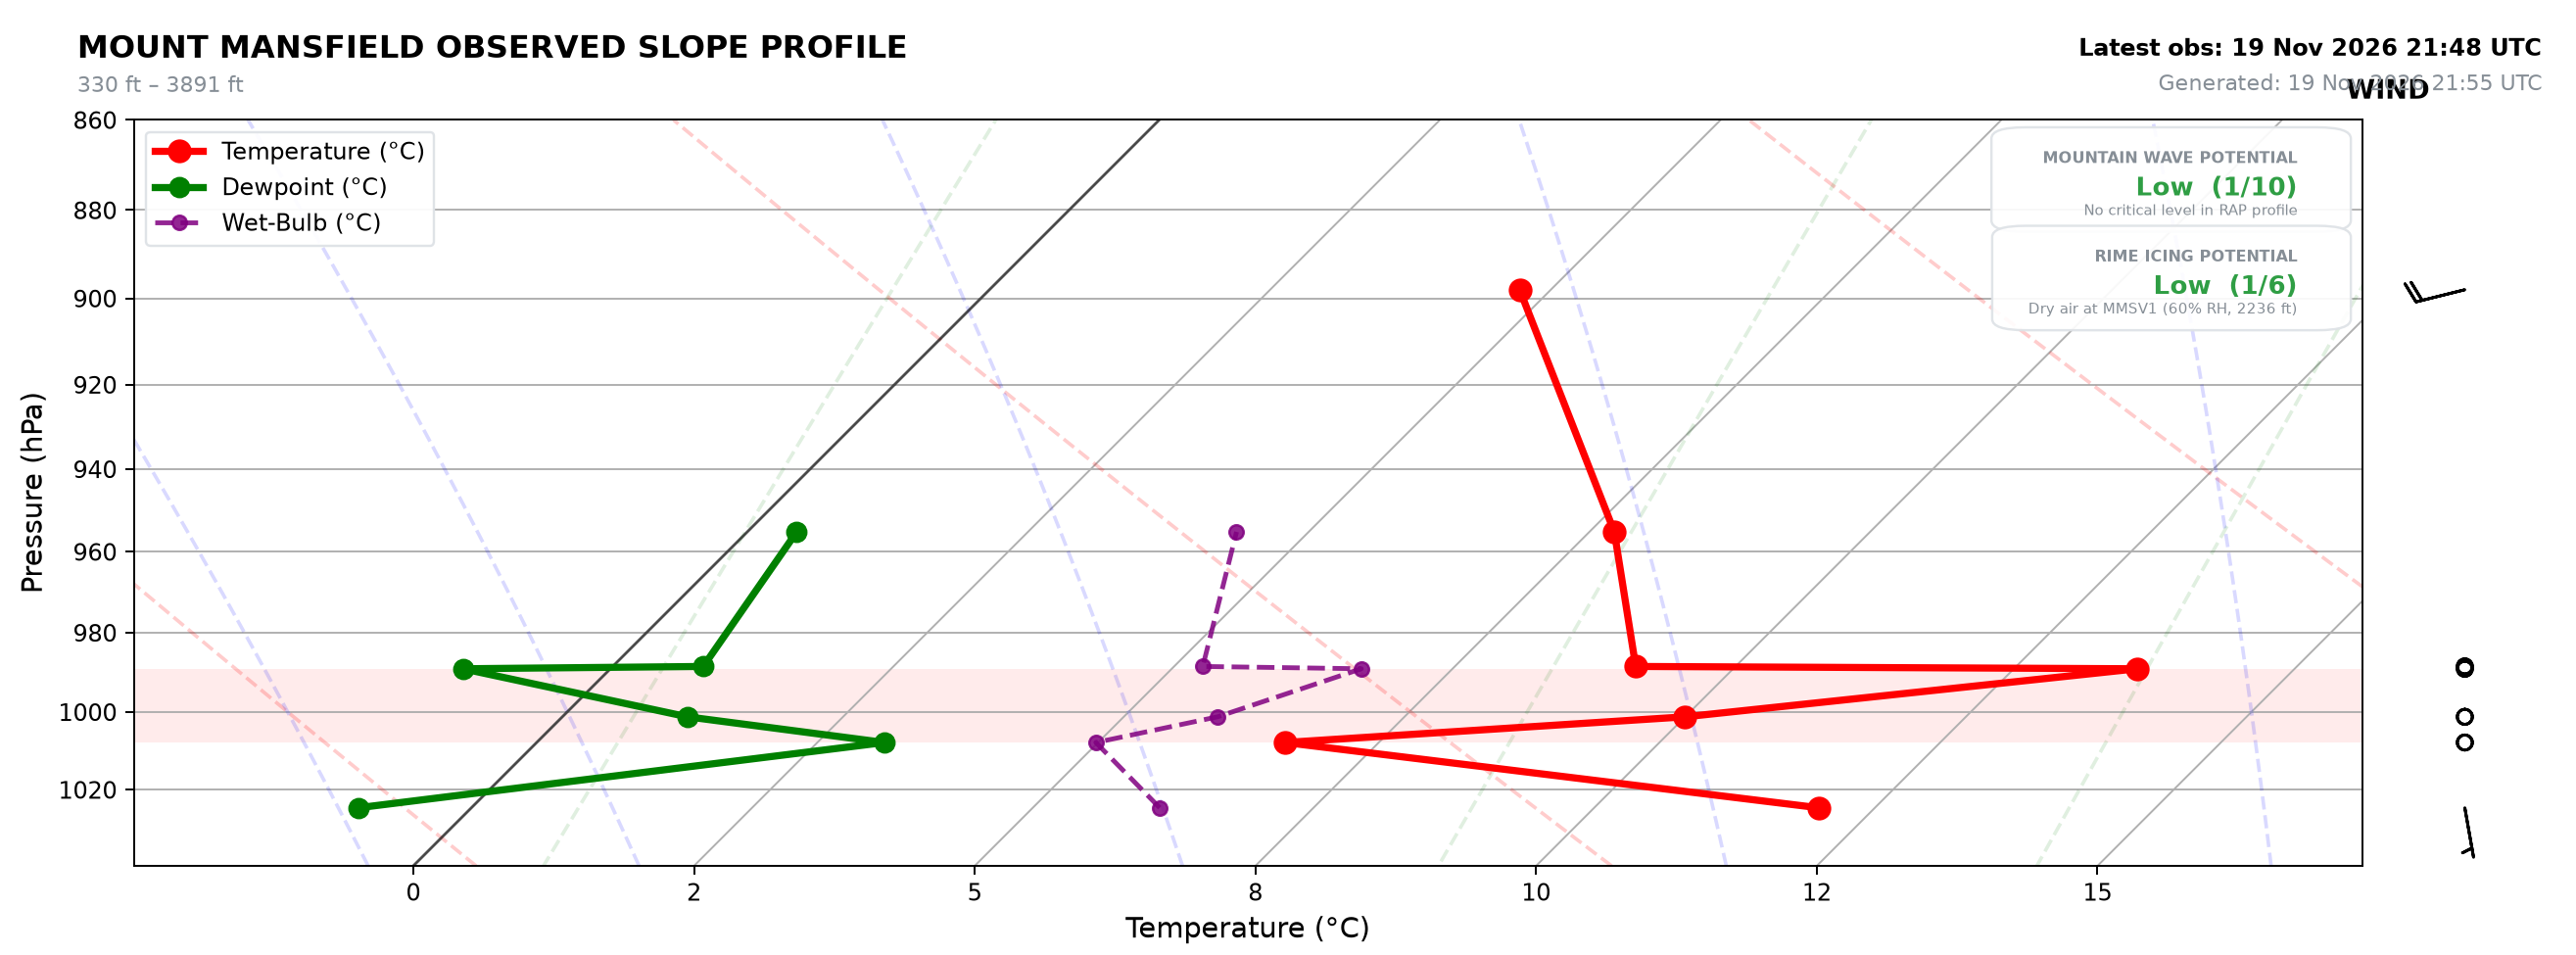 MOUNT MANSFIELD OBSERVED SLOPE PROFILE
330 ft – 3891 ft
Latest obs: 19 Nov 2026 21:48 UTC
Generated: 19 Nov 2026 21:55 UTC
WIND
Temperature (°C)
Dewpoint (°C)
Wet-Bulb (°C)
MOUNTAIN WAVE POTENTIAL
Low (1/10)
No critical level in RAP profile
RIME ICING POTENTIAL
Low (1/6)
Dry air at MMSV1 (60% RH, 2236 ft)
Pressure (hPa)
860
880
900
920
940
960
980
1000
1020
0 2 5 8 10 12 15
Temperature (°C)